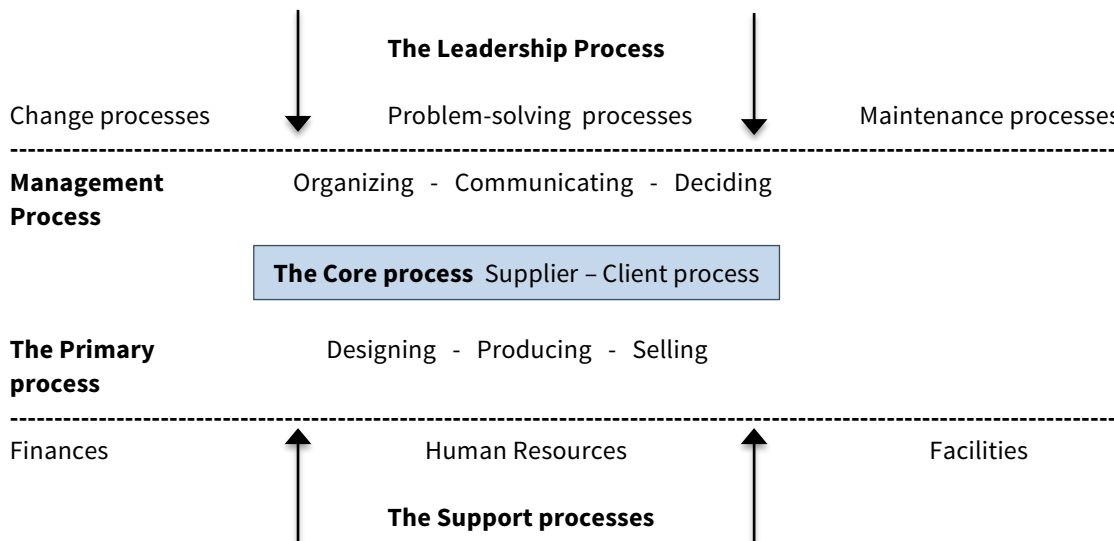 The Leadership Process
Change processes Problem-solving processes Maintenance processes
Management Organizing - Communicating - Deciding
Process
The Core process Supplier – Client process
The Primary Designing - Producing - Selling
process
Finances Human Resources Facilities
The Support processes